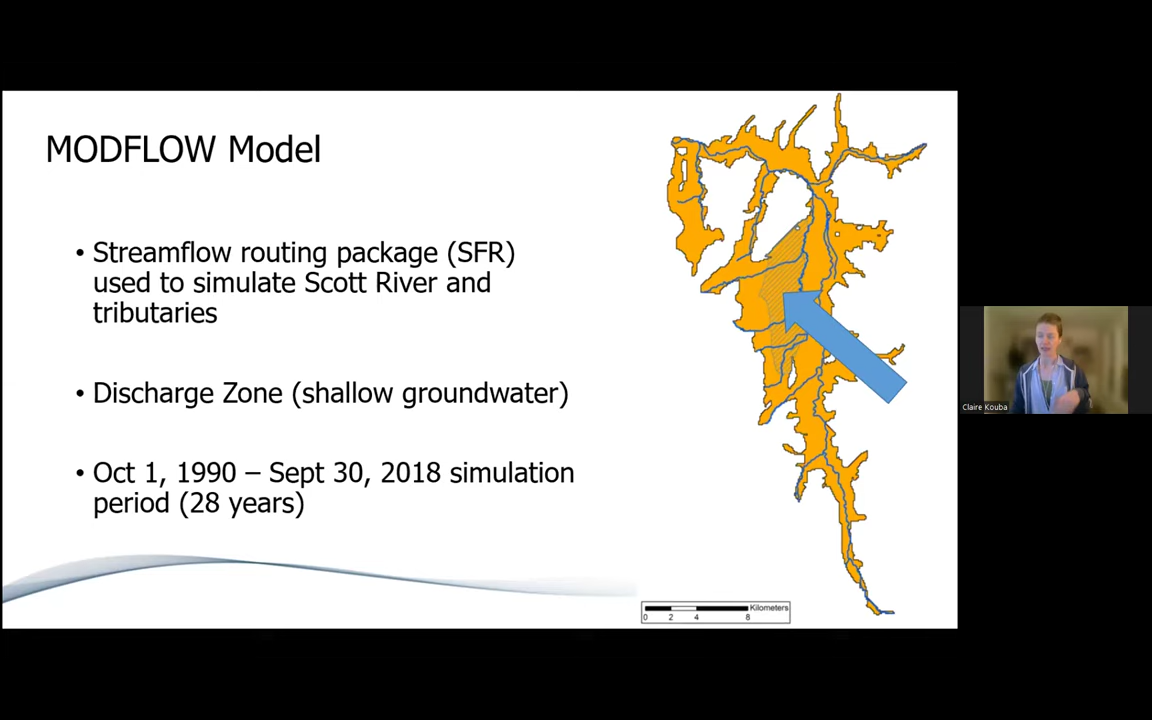 MODFLOW Model
• Streamflow routing package (SFR)
used to simulate Scott River and
tributaries
• Discharge Zone (shallow groundwater)
• Oct 1, 1990 – Sept 30, 2018 simulation
period (28 years)
Kilometers
0 2 4 8
Claire Kouba